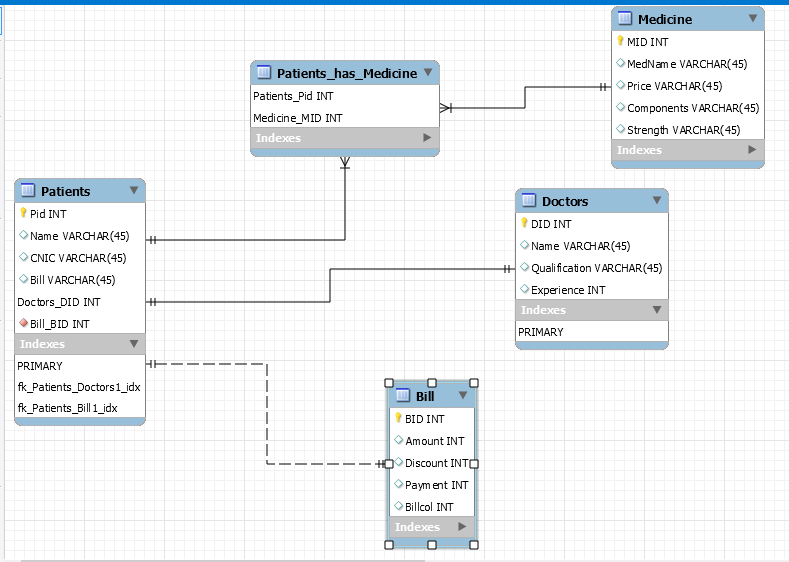 Medicine
MID INT
MedName VARCHAR(45)
Price VARCHAR(45)
Components VARCHAR(45)
Strength VARCHAR(45)
Indexes
Patients_has_Medicine
Patients_Pid INT
Medicine_MID INT
Indexes
Patients
Pid INT
Name VARCHAR(45)
CNIC VARCHAR(45)
Bill VARCHAR(45)
Doctors_DID INT
Bill_BID INT
Indexes
PRIMARY
fk_Patients_Doctors1_idx
fk_Patients_Bill1_idx
Doctors
DID INT
Name VARCHAR(45)
Qualification VARCHAR(45)
Experience INT
Indexes
PRIMARY
Bill
BID INT
Amount INT
Discount INT
Payment INT
Billcol INT
Indexes